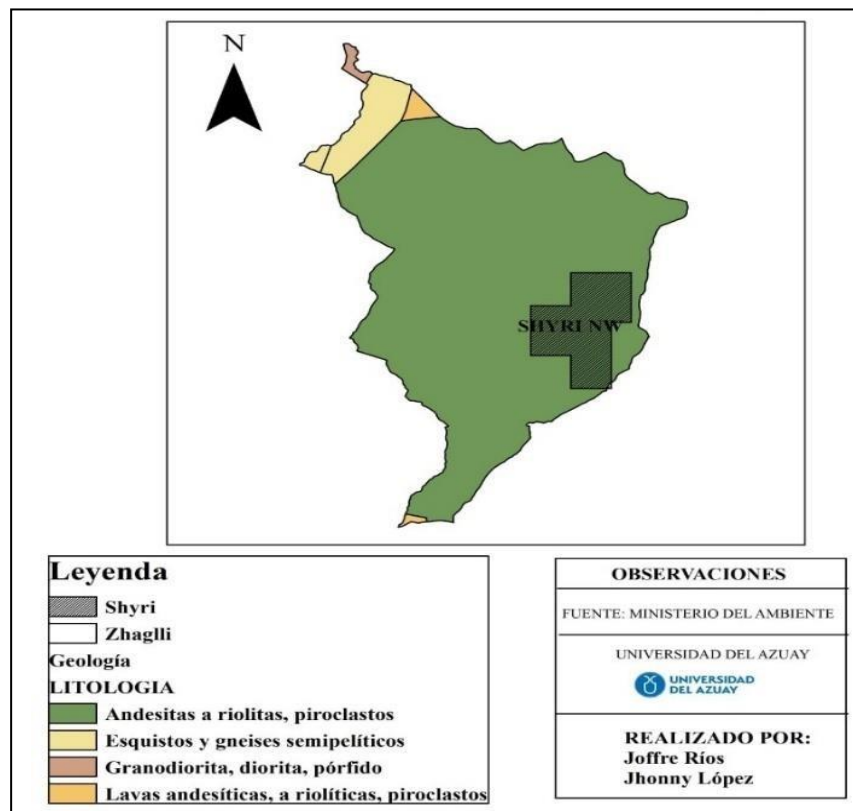 N
SHYRI NW
Leyenda
Shyri
Zhaglli
Geología
LITOLOGIA
Andesitas a riolitas, piroclastos
Esquistos y gneises semipelíticos
Granodiorita, diorita, pórfido
Lavas andesíticas, a riolíticas, piroclastos
OBSERVACIONES
FUENTE: MINISTERIO DEL AMBIENTE
UNIVERSIDAD DEL AZUAY
UNIVERSIDAD
DEL AZUAY
REALIZADO POR:
Joffre Ríos
Jhonny López